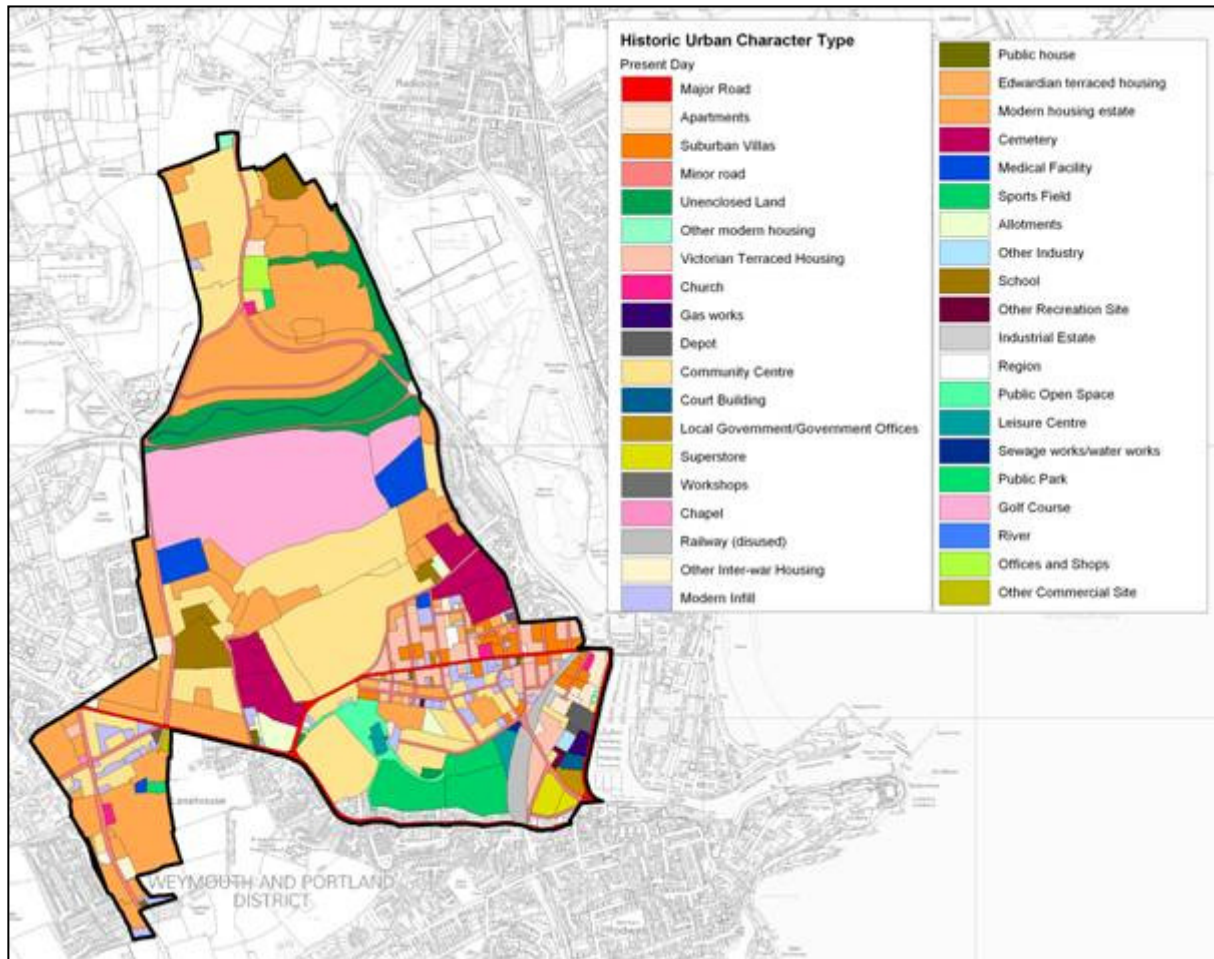 Historic Urban Character Type
Present Day
Major Road
Apartments
Suburban Villas
Minor road
Unenclosed Land
Other modern housing
Victorian Terraced Housing
Church
Gas works
Depot
Community Centre
Court Building
Local Government/Government Offices
Superstore
Workshops
Chapel
Railway (disused)
Other Inter-war Housing
Modern Infill
Public house
Edwardian terraced housing
Modern housing estate
Cemetery
Medical Facility
Sports Field
Allotments
Other Industry
School
Other Recreation Site
Industrial Estate
Region
Public Open Space
Leisure Centre
Sewage works/water works
Public Park
Golf Course
River
Offices and Shops
Other Commercial Site
Lanehouse
WEYMOUTH AND PORTLAND
DISTRICT